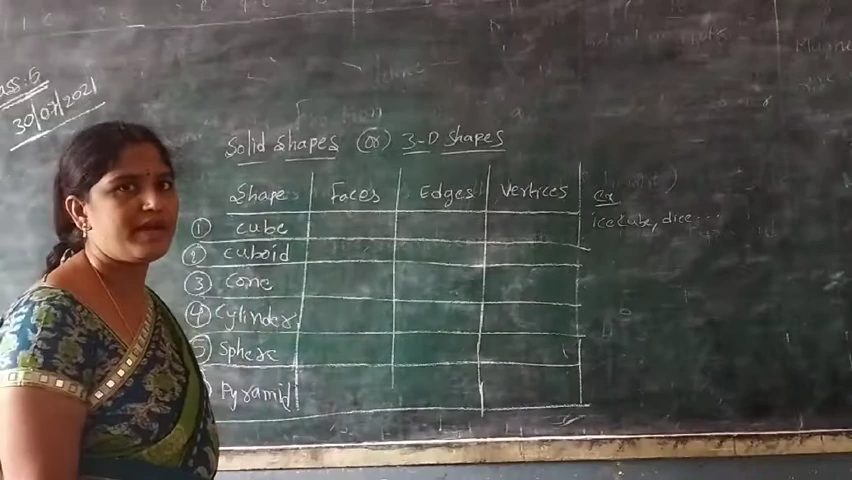 ass: 5
30/07/2021
Solid Shapes (or) 3-D Shapes
Shape Faces Edges Vertices
Ex
① cube
ice cube, dice...
② cuboid
③ Cone
④ Cylinder
⑤ Sphere
Pyramid